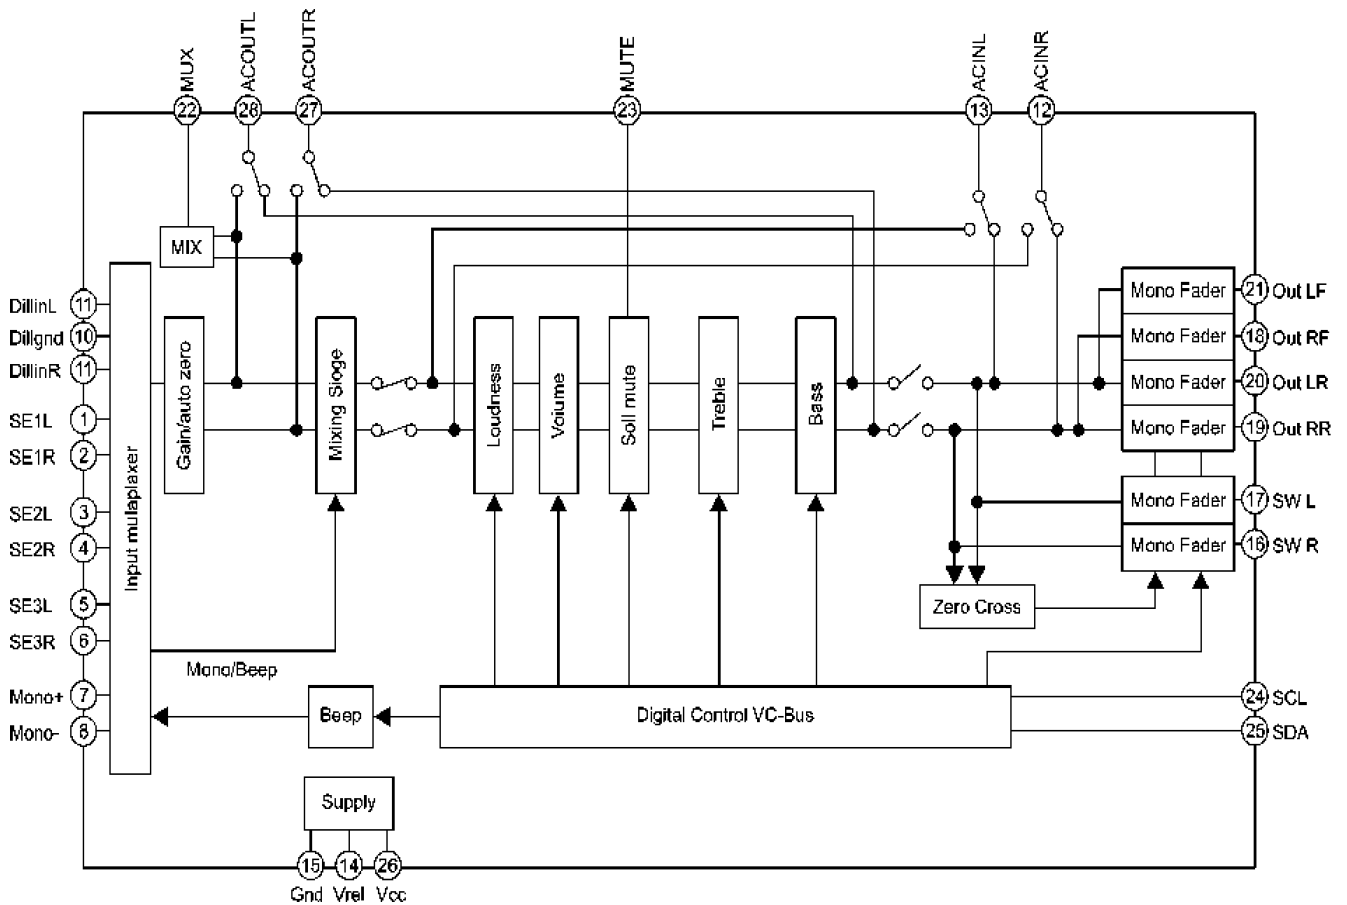 MUX
ACOUTL
ACOUTR
MUTE
ACINL
ACINR
22
28
27
23
13
12
MIX
DillinL 11
Dillgnd 10
DillinR 11
SE1L 1
SE1R 2
SE2L 3
SE2R 4
SE3L 5
SE3R 6
Mono+ 7
Mono- 8
Input mulaplaxer
Gain/auto zero
Mixing Sioge
Loudness
Voiume
Soll mute
Treble
Bass
Mono Fader 21 Out LF
Mono Fader 18 Out RF
Mono Fader 20 Out LR
Mono Fader 19 Out RR
Mono Fader 17 SW L
Mono Fader 16 SW R
Zero Cross
Mono/Beep
Beep
Digital Control VC-Bus
24 SCL
25 SDA
Supply
15 14 26
Gnd Vrel Vcc